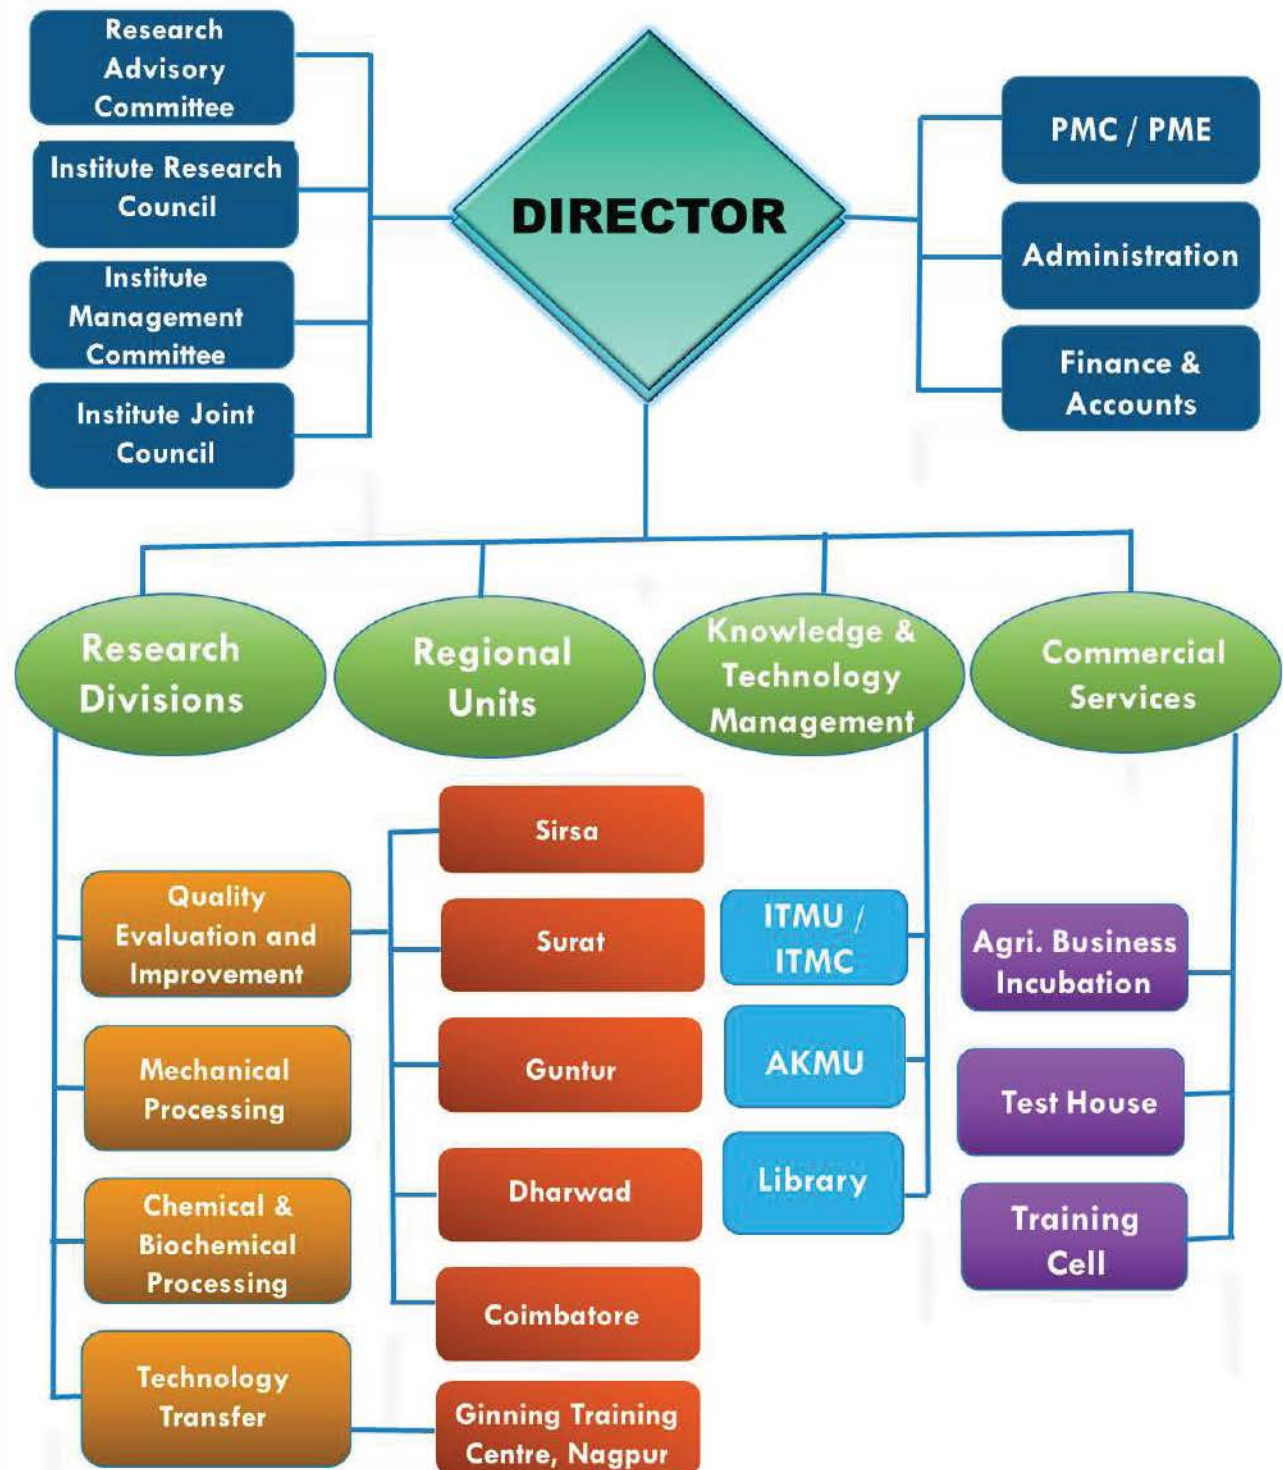 Research
Advisory
Committee
Institute Research
Council
Institute
Management
Committee
Institute Joint
Council
DIRECTOR
PMC / PME
Administration
Finance &
Accounts
Research
Divisions
Regional
Units
Knowledge &
Technology
Management
Commercial
Services
Quality
Evaluation and
Improvement
Mechanical
Processing
Chemical &
Biochemical
Processing
Technology
Transfer
Sirsa
Surat
Guntur
Dharwad
Coimbatore
Ginning Training
Centre, Nagpur
ITMU /
ITMC
AKMU
Library
Agri. Business
Incubation
Test House
Training
Cell